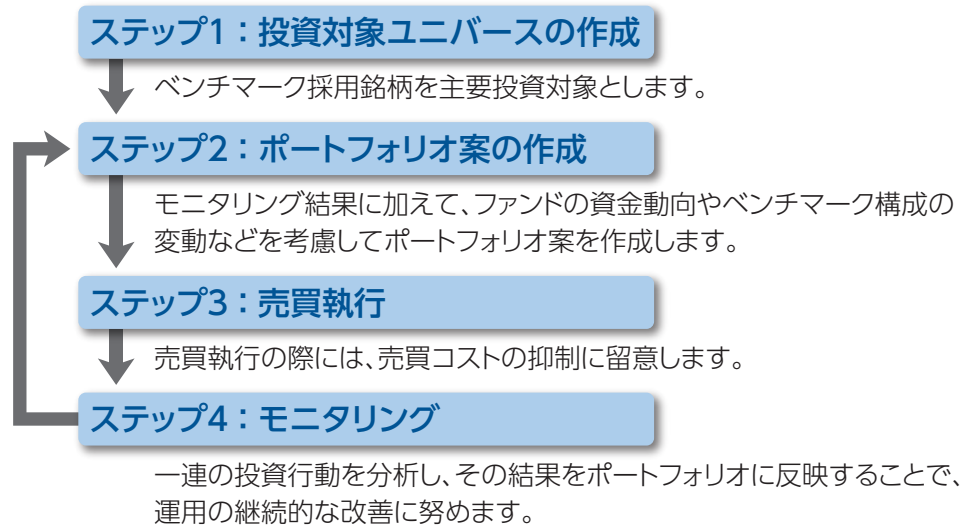 ステップ1：投資対象ユニバースの作成
ベンチマーク採用銘柄を主要投資対象とします。
ステップ2：ポートフォリオ案の作成
モニタリング結果に加えて、ファンドの資金動向やベンチマーク構成の
変動などを考慮してポートフォリオ案を作成します。
ステップ3：売買執行
売買執行の際には、売買コストの抑制に留意します。
ステップ4：モニタリング
一連の投資行動を分析し、その結果をポートフォリオに反映することで、
運用の継続的な改善に努めます。